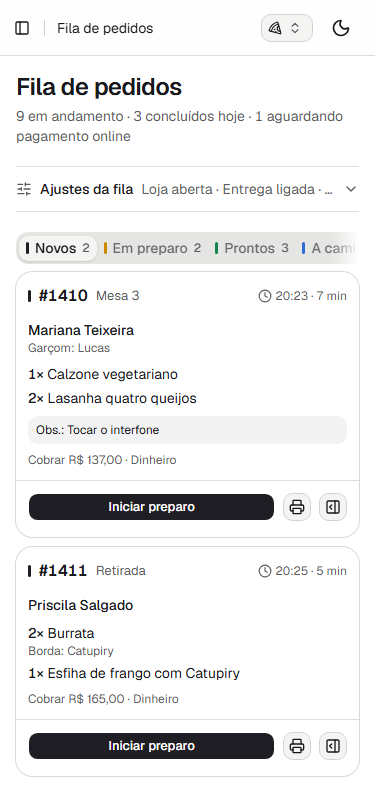 Fila de pedidos
Fila de pedidos
9 em andamento · 3 concluídos hoje · 1 aguardando
pagamento online
Ajustes da fila Loja aberta · Entrega ligada · ...
Novos 2 Em preparo 2 Prontos 3 A cami
#1410 Mesa 3 20:23 · 7 min
Mariana Teixeira
Garçom: Lucas
1× Calzone vegetariano
2× Lasanha quatro queijos
Obs.: Tocar o interfone
Cobrar R$ 137,00 · Dinheiro
Iniciar preparo
#1411 Retirada 20:25 · 5 min
Priscila Salgado
2× Burrata
Borda: Catupiry
1× Esfiha de frango com Catupiry
Cobrar R$ 165,00 · Dinheiro
Iniciar preparo